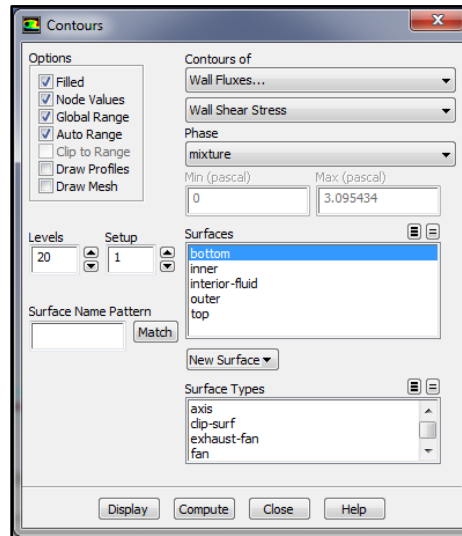 Contours
Options
Filled
Node Values
Global Range
Auto Range
Clip to Range
Draw Profiles
Draw Mesh
Levels
Setup
20
1
Surface Name Pattern
Match
Contours of
Wall Fluxes...
Wall Shear Stress
Phase
mixture
Min (pascal)
Max (pascal)
0
3.095434
Surfaces
bottom
inner
interior-fluid
outer
top
New Surface
Surface Types
axis
clip-surf
exhaust-fan
fan
Display
Compute
Close
Help